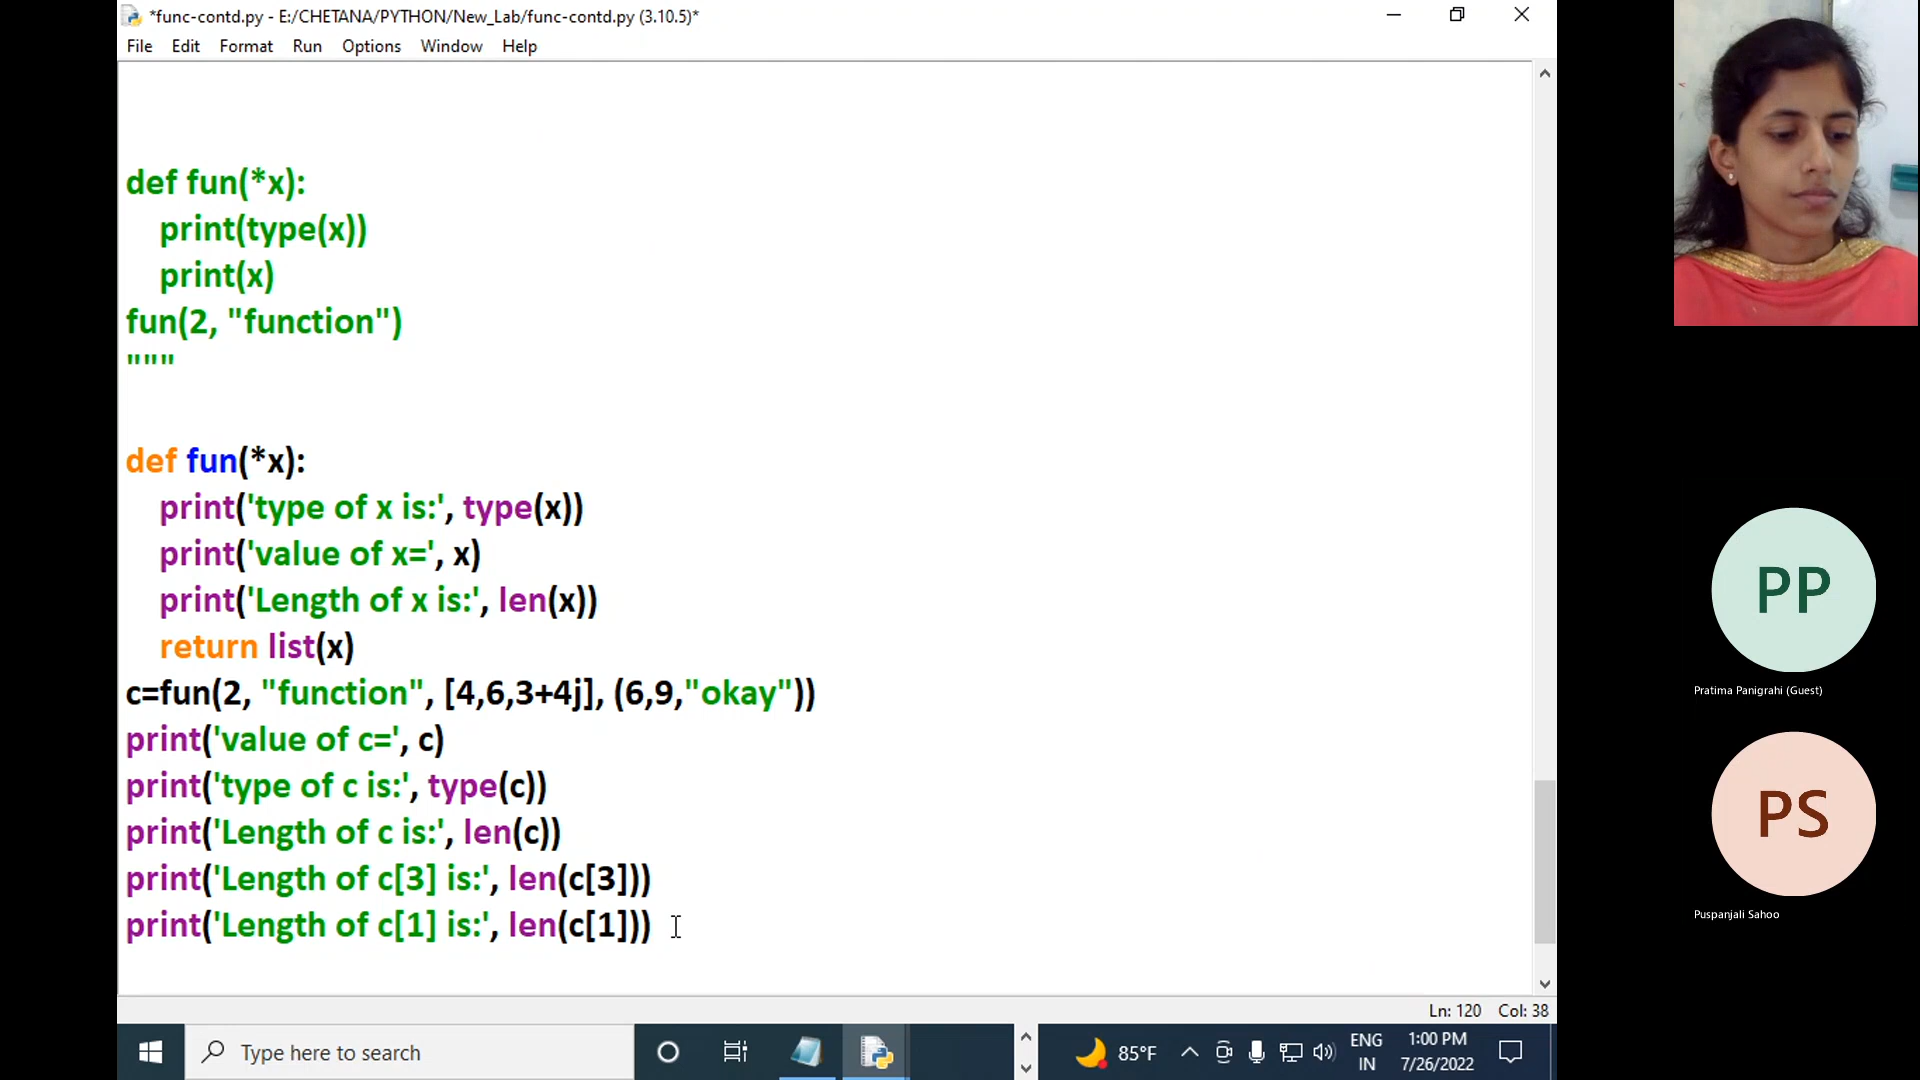 *func-contd.py - E:/CHETANA/PYTHON/New_Lab/func-contd.py (3.10.5)*
File Edit Format Run Options Window Help
def fun(*x):
    print(type(x))
    print(x)
fun(2, "function")
"""
def fun(*x):
    print('type of x is:', type(x))
    print('value of x=', x)
    print('Length of x is:', len(x))
    return list(x)
c=fun(2, "function", [4,6,3+4j], (6,9,"okay"))
print('value of c=', c)
print('type of c is:', type(c))
print('Length of c is:', len(c))
print('Length of c[3] is:', len(c[3]))
print('Length of c[1] is:', len(c[1]))
Ln: 120 Col: 38
Type here to search
85°F
ENG
IN
1:00 PM
7/26/2022
PP
Pratima Panigrahi (Guest)
PS
Puspanjali Sahoo